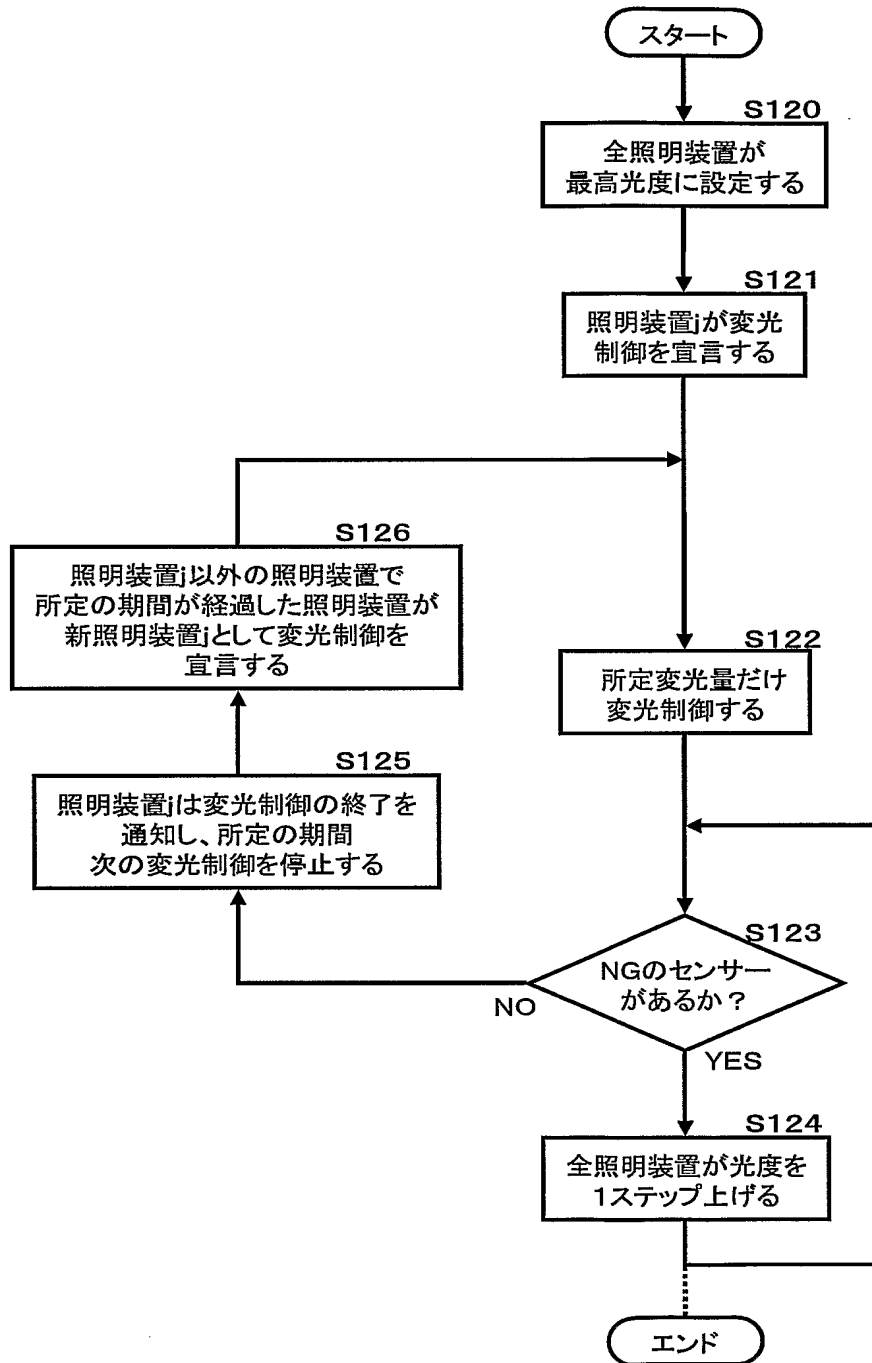 スタート
S120
全照明装置が
最高光度に設定する
S121
照明装置jが変光
制御を宣言する
S126
照明装置j以外の照明装置で
所定の期間が経過した照明装置が
新照明装置jとして変光制御を
宣言する
S122
所定変光量だけ
変光制御する
S125
照明装置jは変光制御の終了を
通知し、所定の期間
次の変光制御を停止する
S123
NGのセンサー
があるか？
NO
YES
S124
全照明装置が光度を
1ステップ上げる
エンド